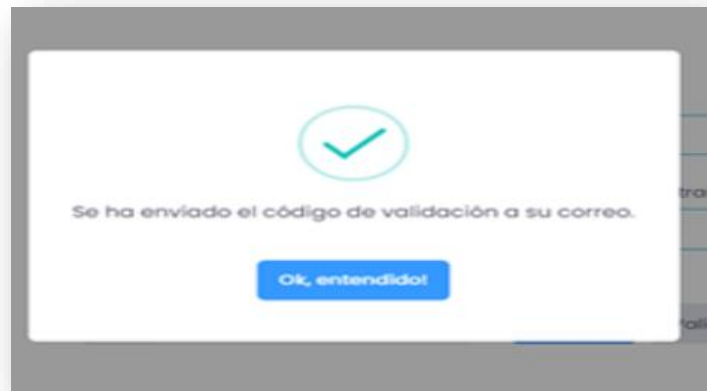 Se ha enviado el código de validación a su correo.
Ok, entendido!